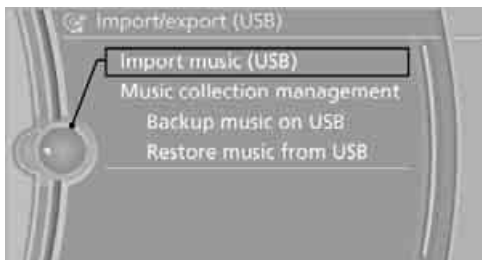 Import/export (USB)
Import music (USB)
Music collection management
Backup music on USB
Restore music from USB